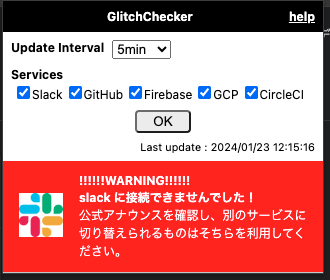 GlitchChecker help
Update Interval 5min
Services
Slack GitHub Firebase GCP CircleCI
OK
Last update : 2024/01/23 12:15:16
!!!!!!WARNING!!!!!!
slack に接続できませんでした！
公式アナウンスを確認し、別のサービスに
切り替えられるものはそちらを利用してく
ださい。